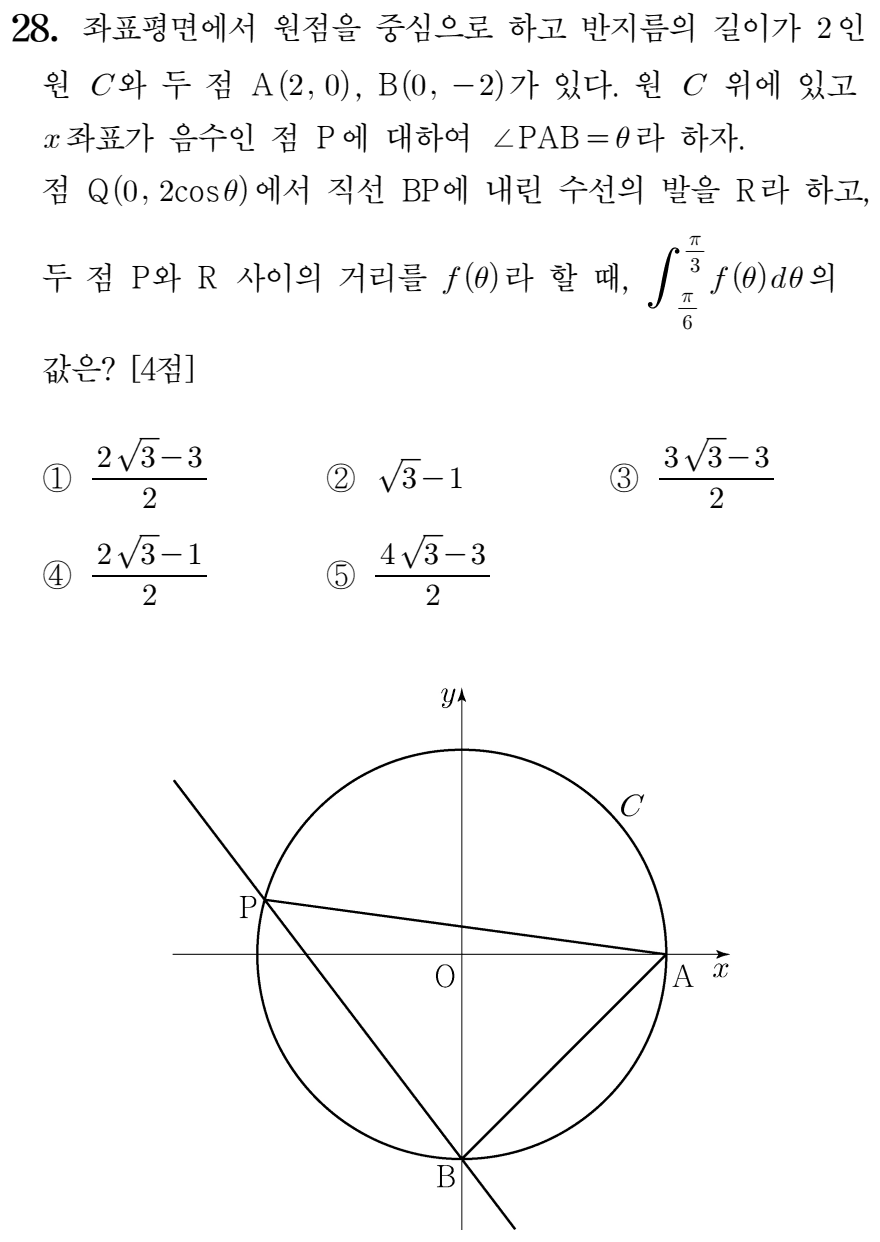 28. 좌표평면에서 원점을 중심으로 하고 반지름의 길이가 2인
원 C와 두 점 A(2, 0), B(0, −2)가 있다. 원 C 위에 있고
x좌표가 음수인 점 P에 대하여 ∠PAB=θ라 하자.
점 Q(0, 2cosθ)에서 직선 BP에 내린 수선의 발을 R라 하고,
두 점 P와 R 사이의 거리를 f(θ)라 할 때, ∫_{π/6}^{π/3} f(θ)dθ의
값은? [4점]
① (2√3−3)/2 ② √3−1 ③ (3√3−3)/2
④ (2√3−1)/2 ⑤ (4√3−3)/2
y
C
P
O
A
x
B